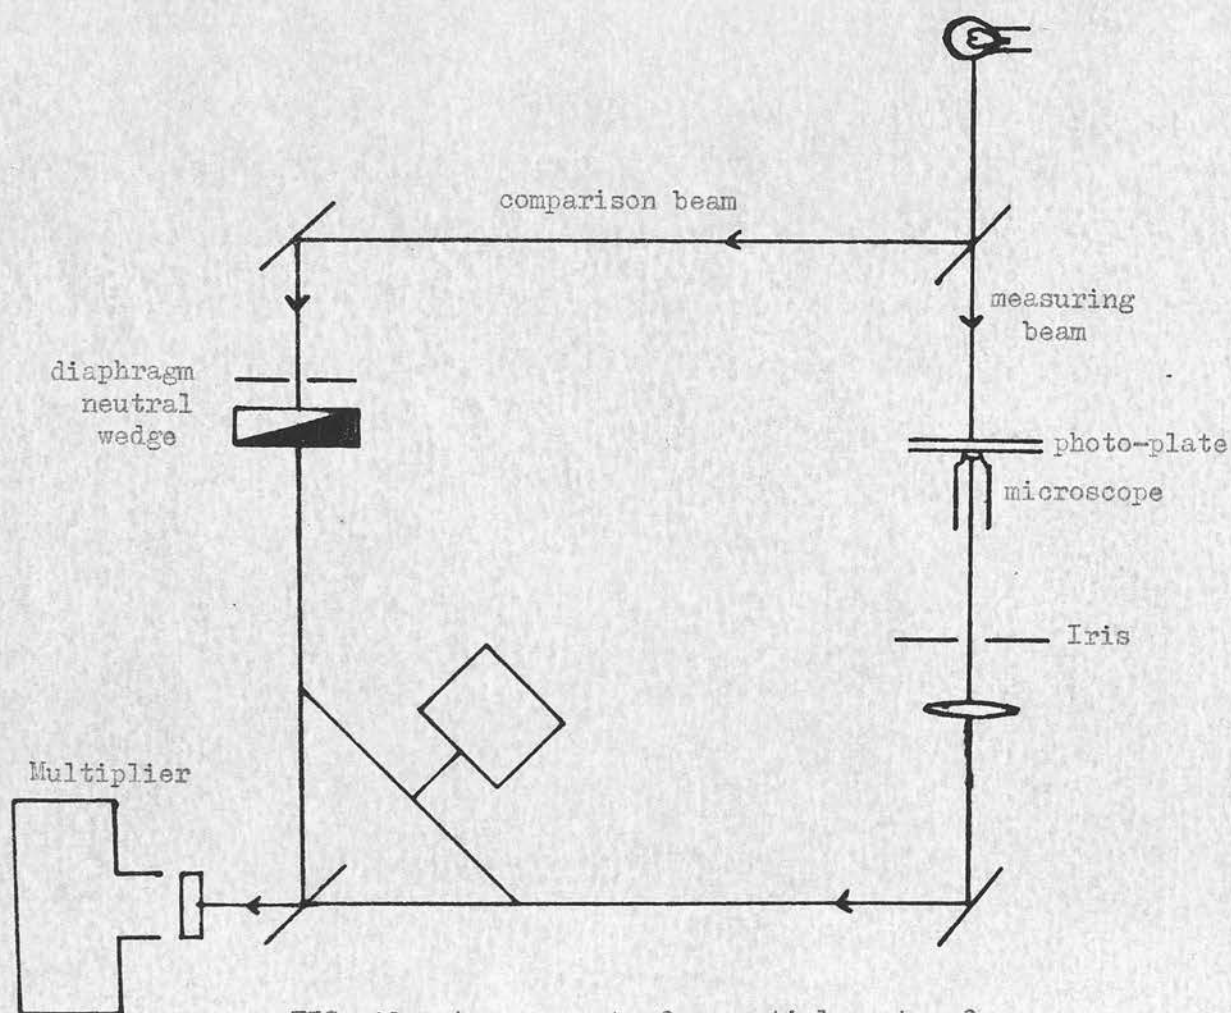 comparison beam
measuring
beam
diaphragm
neutral
wedge
photo-plate
microscope
Iris
Multiplier